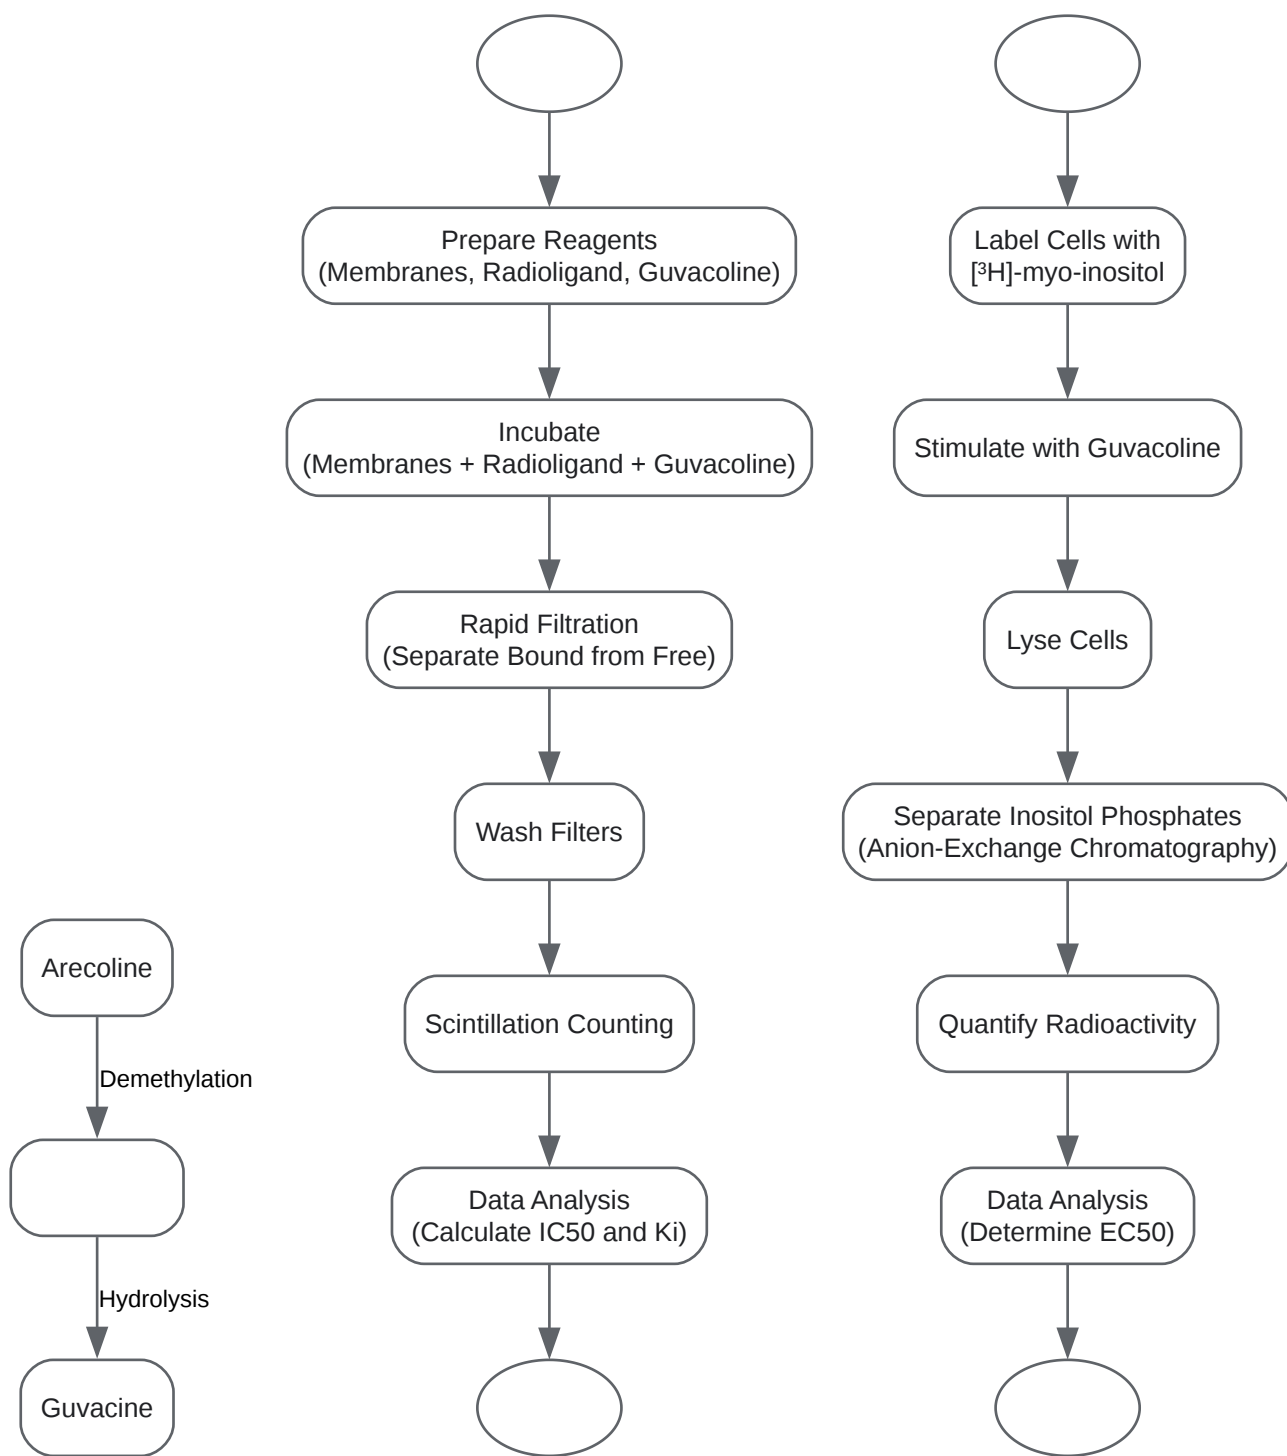 Prepare Reagents
(Membranes, Radioligand, Guvacoline)
Incubate
(Membranes + Radioligand + Guvacoline)
Rapid Filtration
(Separate Bound from Free)
Wash Filters
Scintillation Counting
Data Analysis
(Calculate IC50 and Ki)
Label Cells with
[³H]-myo-inositol
Stimulate with Guvacoline
Lyse Cells
Separate Inositol Phosphates
(Anion-Exchange Chromatography)
Quantify Radioactivity
Data Analysis
(Determine EC50)
Arecoline
Demethylation
Hydrolysis
Guvacine